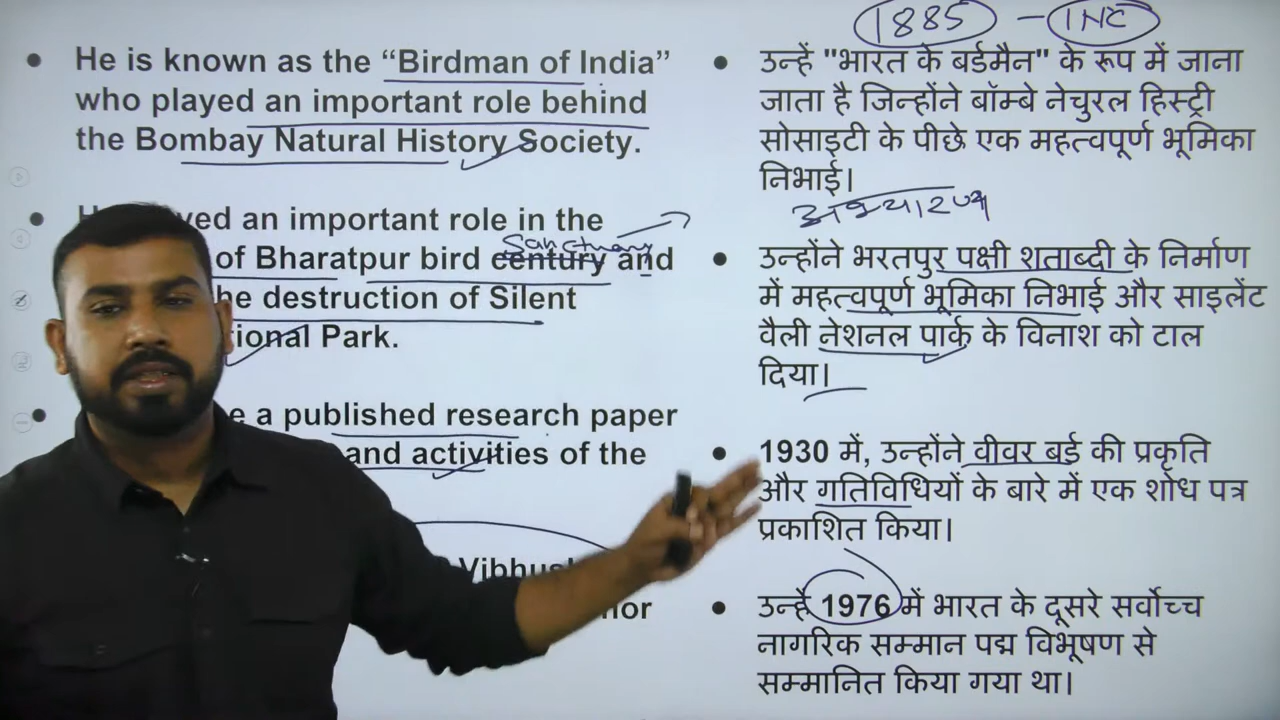 1885 - INC
He is known as the “Birdman of India”
who played an important role behind
the Bombay Natural History Society.
ved an important role in the
Sanctuary
of Bharatpur bird century and
he destruction of Silent
ional Park.
e a published research paper
and activities of the
Vibhus
nor
उन्हें "भारत के बर्डमैन" के रूप में जाना
जाता है जिन्होंने बॉम्बे नेचुरल हिस्ट्री
सोसाइटी के पीछे एक महत्वपूर्ण भूमिका
निभाई।
उन्होंने भरतपुर पक्षी शताब्दी के निर्माण
में महत्वपूर्ण भूमिका निभाई और साइलेंट
वैली नेशनल पार्क के विनाश को टाल
दिया।
1930 में, उन्होंने वीवर बर्ड की प्रकृति
और गतिविधियों के बारे में एक शोध पत्र
प्रकाशित किया।
उन्हें 1976 में भारत के दूसरे सर्वोच्च
नागरिक सम्मान पद्म विभूषण से
सम्मानित किया गया था।